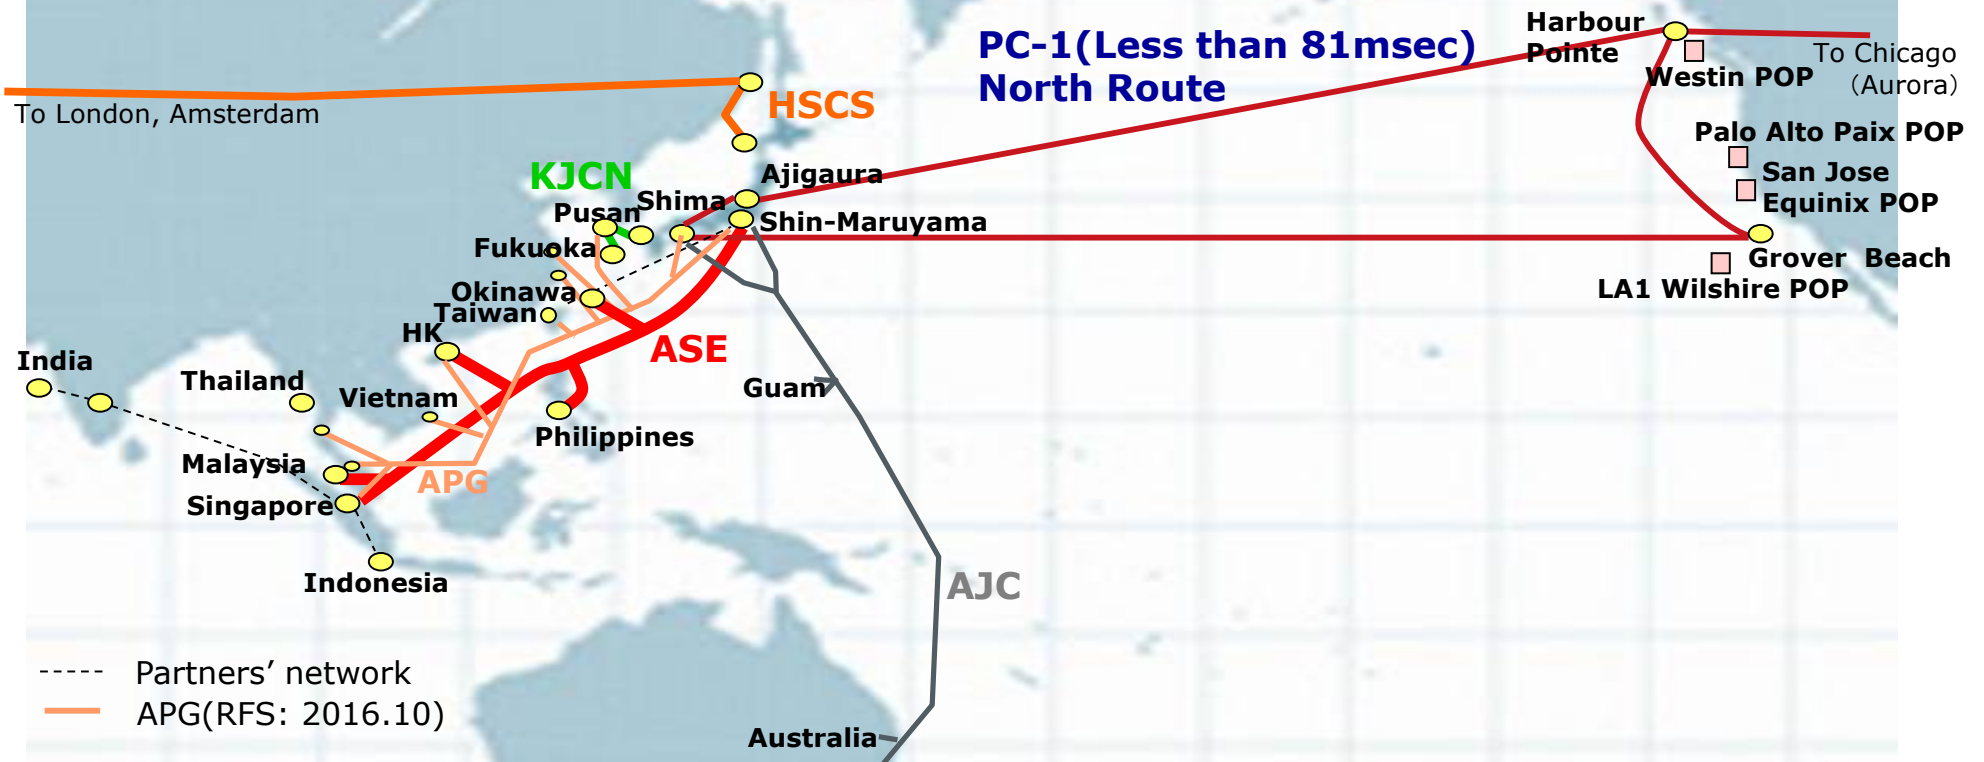 PC-1(Less than 81msec)
North Route
Harbour
Pointe
To Chicago
（Aurora）
Westin POP
To London, Amsterdam
HSCS
Palo Alto Paix POP
San Jose
Equinix POP
KJCN
Ajigaura
Shima
Pusan
Shin-Maruyama
Fukuoka
Grover  Beach
LA1 Wilshire POP
Okinawa
Taiwan
HK
ASE
India
Thailand
Vietnam
Guam
Philippines
Malaysia
APG
Singapore
Indonesia
AJC
Partners’ network
APG(RFS: 2016.10)
Australia